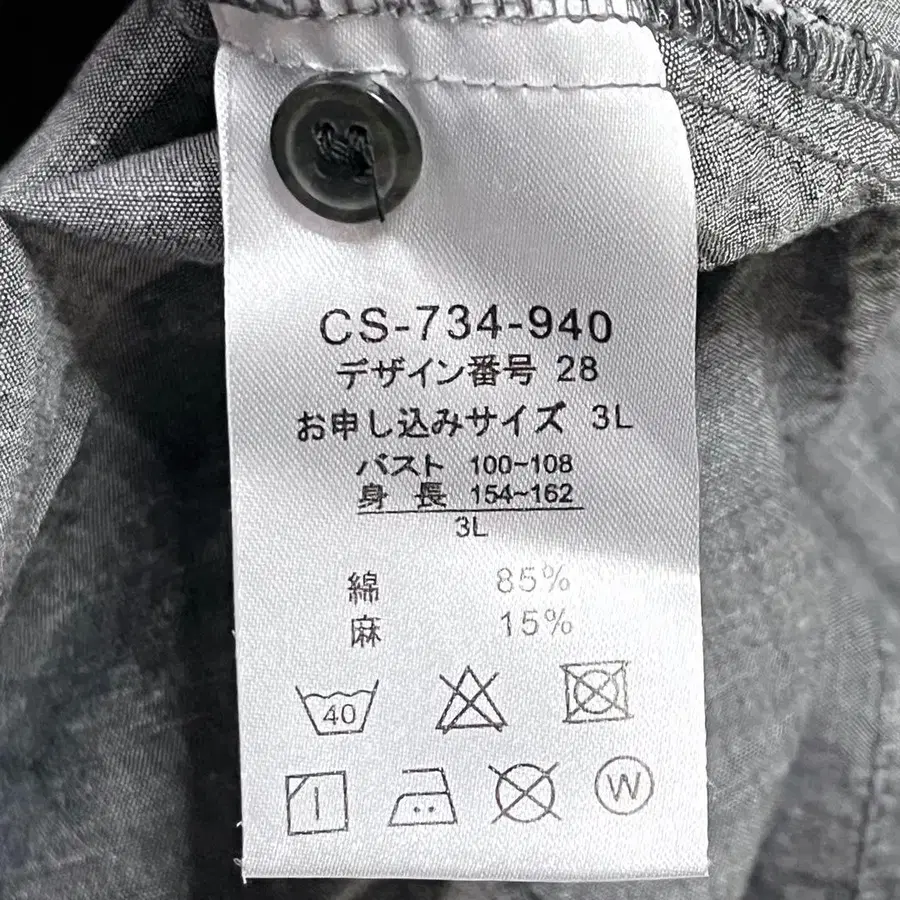 CS-734-940
デザイン番号 28
お申し込みサイズ 3L
バスト 100~108
身 長 154~162
3L
綿 85%
麻 15%
40
W